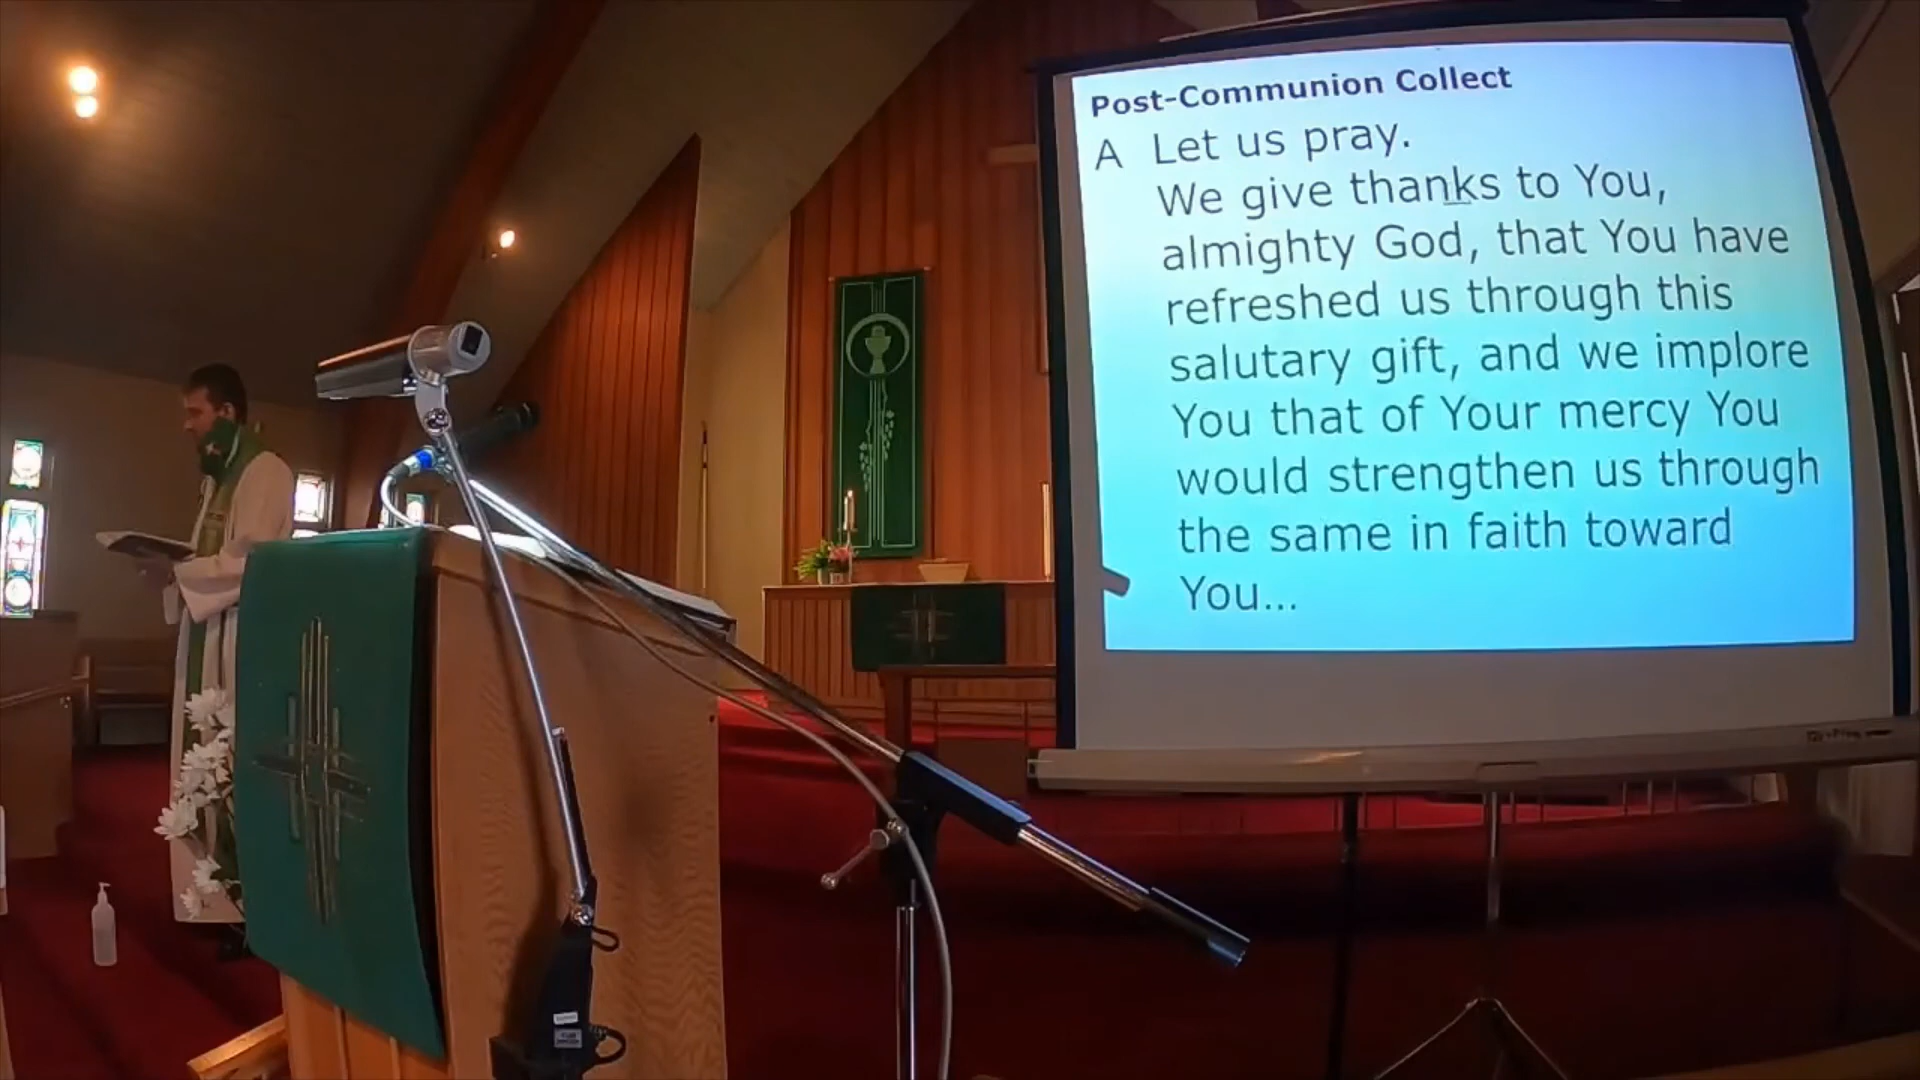 Post-Communion Collect
A Let us pray.
We give thanks to You,
almighty God, that You have
refreshed us through this
salutary gift, and we implore
You that of Your mercy You
would strengthen us through
the same in faith toward
You...